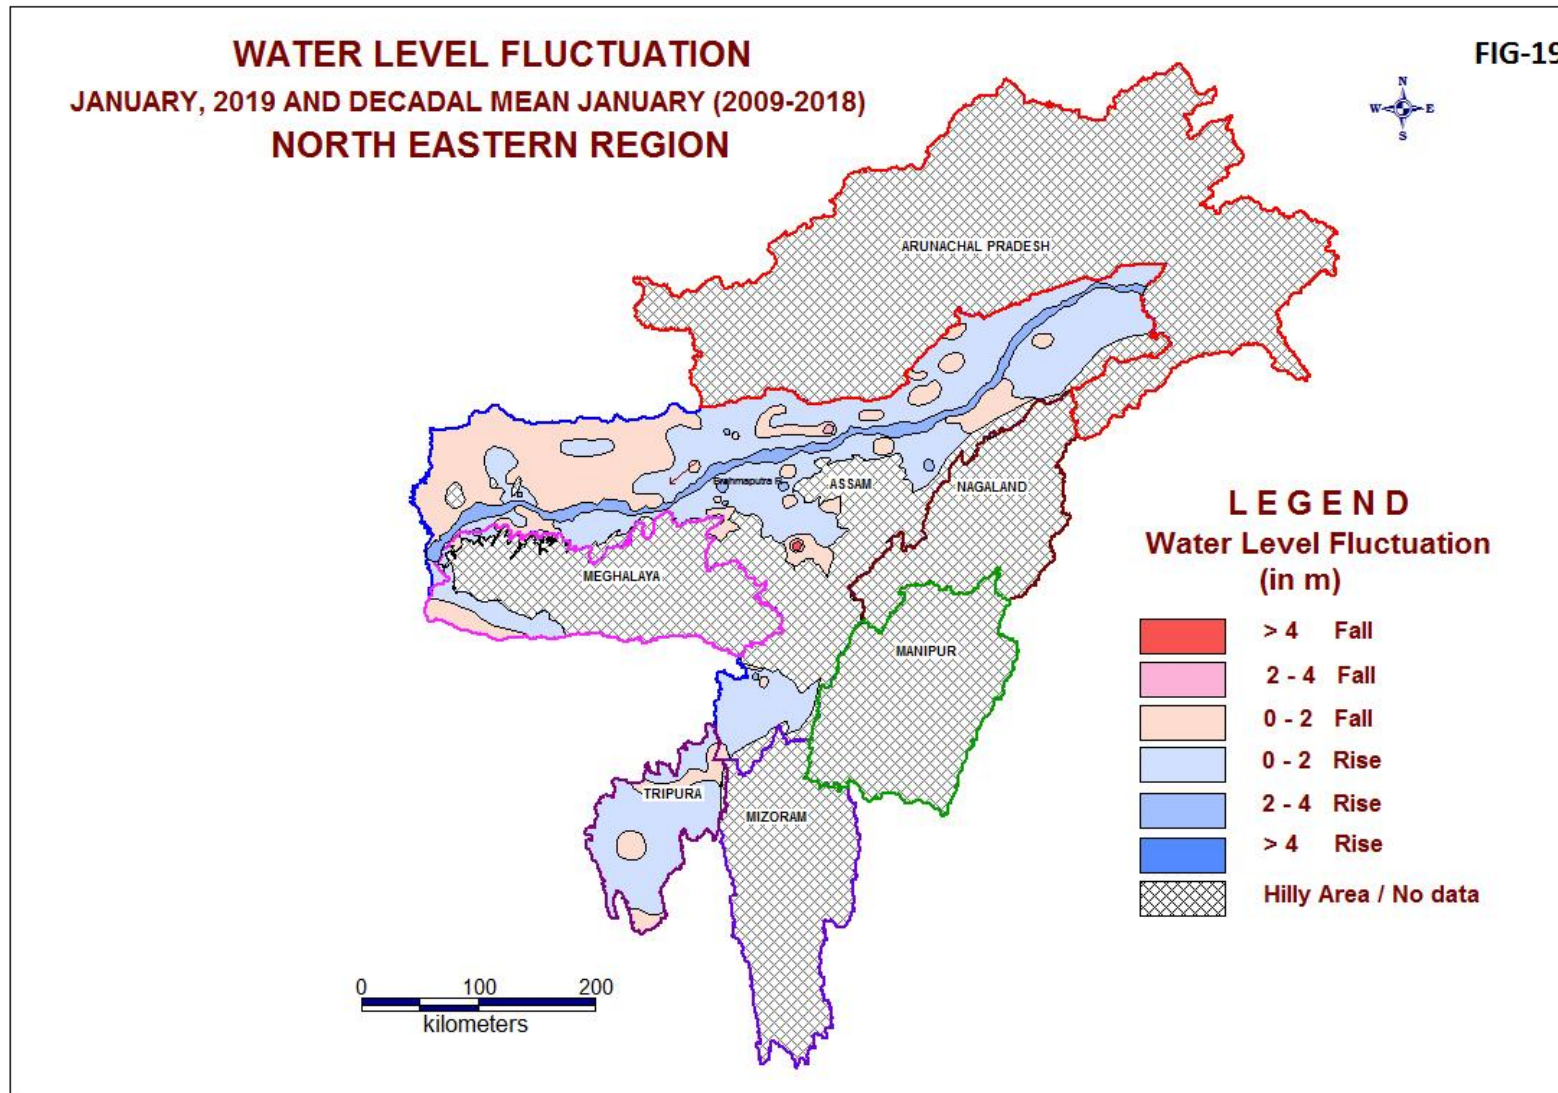 WATER LEVEL FLUCTUATION
FIG-19
JANUARY, 2019 AND DECADAL MEAN JANUARY (2009-2018)
NORTH EASTERN REGION
N
W E
S
ARUNACHAL PRADESH
Brahmaputra R
ASSAM
NAGALAND
MEGHALAYA
MANIPUR
TRIPURA
MIZORAM
LEGEND
Water Level Fluctuation
(in m)
> 4 Fall
2 - 4 Fall
0 - 2 Fall
0 - 2 Rise
2 - 4 Rise
> 4 Rise
Hilly Area / No data
0 100 200
kilometers